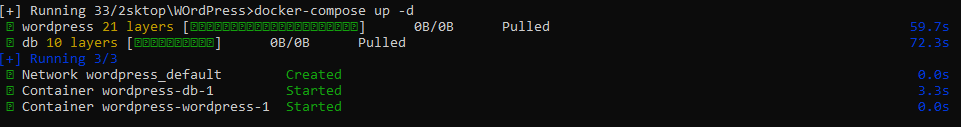 [+] Running 33/2sktop\WOrdPress>docker-compose up -d
⍰ wordpress 21 layers [⍰⍰⍰⍰⍰⍰⍰⍰⍰⍰⍰⍰⍰⍰⍰⍰⍰⍰⍰⍰⍰] 0B/0B Pulled 59.7s
⍰ db 10 layers [⍰⍰⍰⍰⍰⍰⍰⍰⍰⍰] 0B/0B Pulled 72.3s
[+] Running 3/3
⍰ Network wordpress_default Created 0.0s
⍰ Container wordpress-db-1 Started 3.3s
⍰ Container wordpress-wordpress-1 Started 0.0s